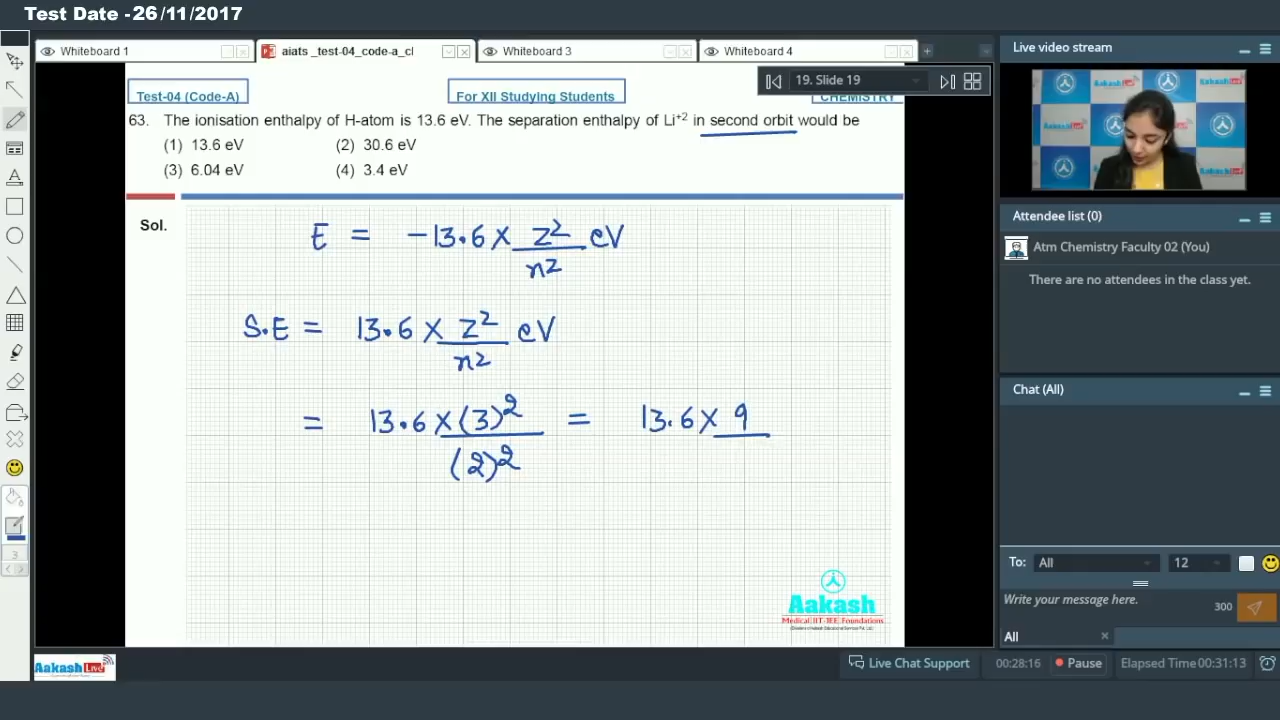 Test Date -26/11/2017
Whiteboard 1
aiats _test-04_code-a_cl
Whiteboard 3
Whiteboard 4
Live video stream
19. Slide 19
Test-04 (Code-A)
For XII Studying Students
CHEMISTRY
63. The ionisation enthalpy of H-atom is 13.6 eV. The separation enthalpy of Li⁺² in second orbit would be
(1) 13.6 eV (2) 30.6 eV
(3) 6.04 eV (4) 3.4 eV
Sol.
E = -13.6 × Z²/n² eV
S.E = 13.6 × Z²/n² eV
= 13.6 × (3)²/(2)² = 13.6 × 9
Aakash
Medical|IIT-JEE|Foundations
Attendee list (0)
Atm Chemistry Faculty 02 (You)
There are no attendees in the class yet.
Chat (All)
To: All 12
Write your message here. 300
All
3
Aakash Live
Live Chat Support 00:28:16 Pause Elapsed Time 00:31:13